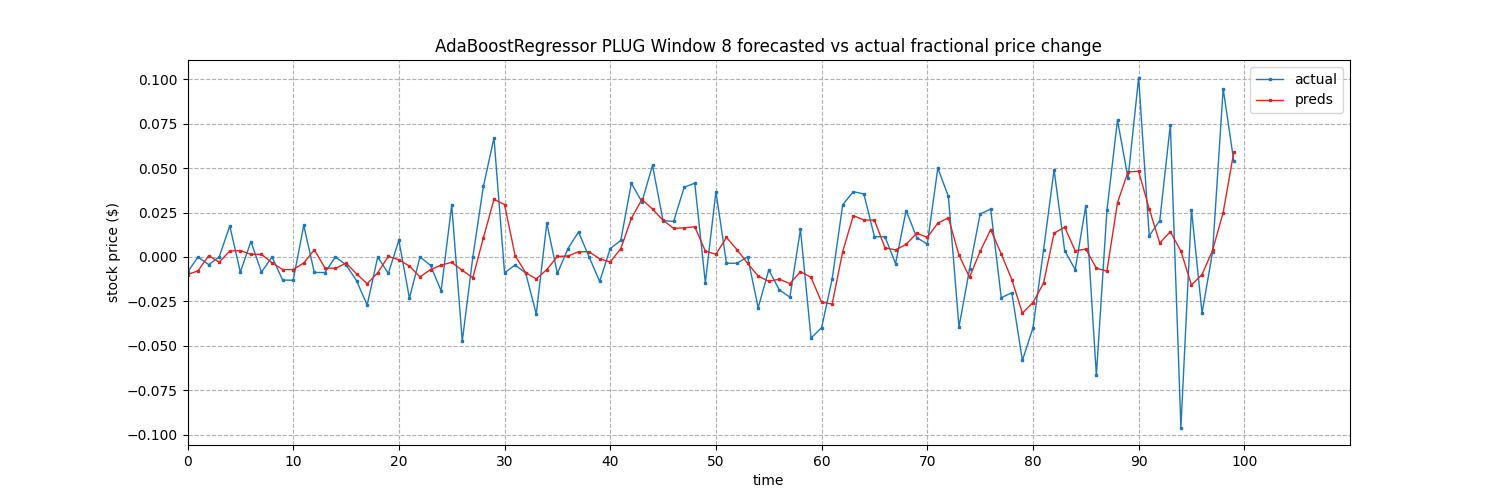 AdaBoostRegressor PLUG Window 8 forecasted vs actual fractional price change
actual
preds
stock price ($)
0.100
0.075
0.050
0.025
0.000
−0.025
−0.050
−0.075
−0.100
0 10 20 30 40 50 60 70 80 90 100
time